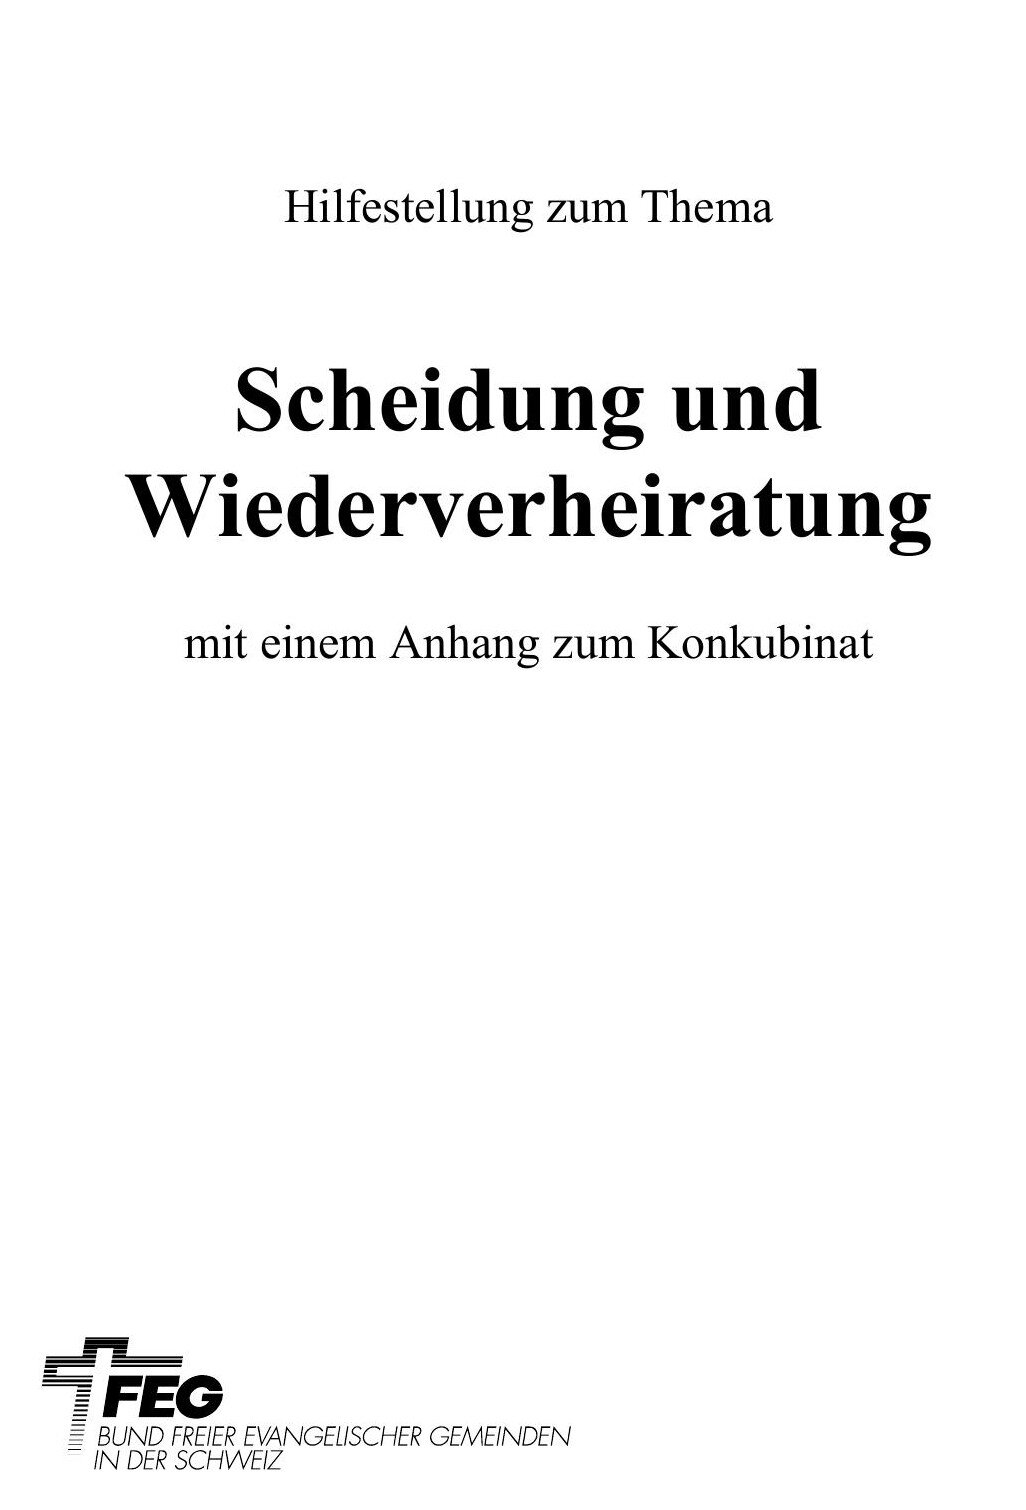 Hilfestellung zum Thema
Scheidung und
Wiederverheiratung
mit einem Anhang zum Konkubinat
FEG
BUND FREIER EVANGELISCHER GEMEINDEN
IN DER SCHWEIZ